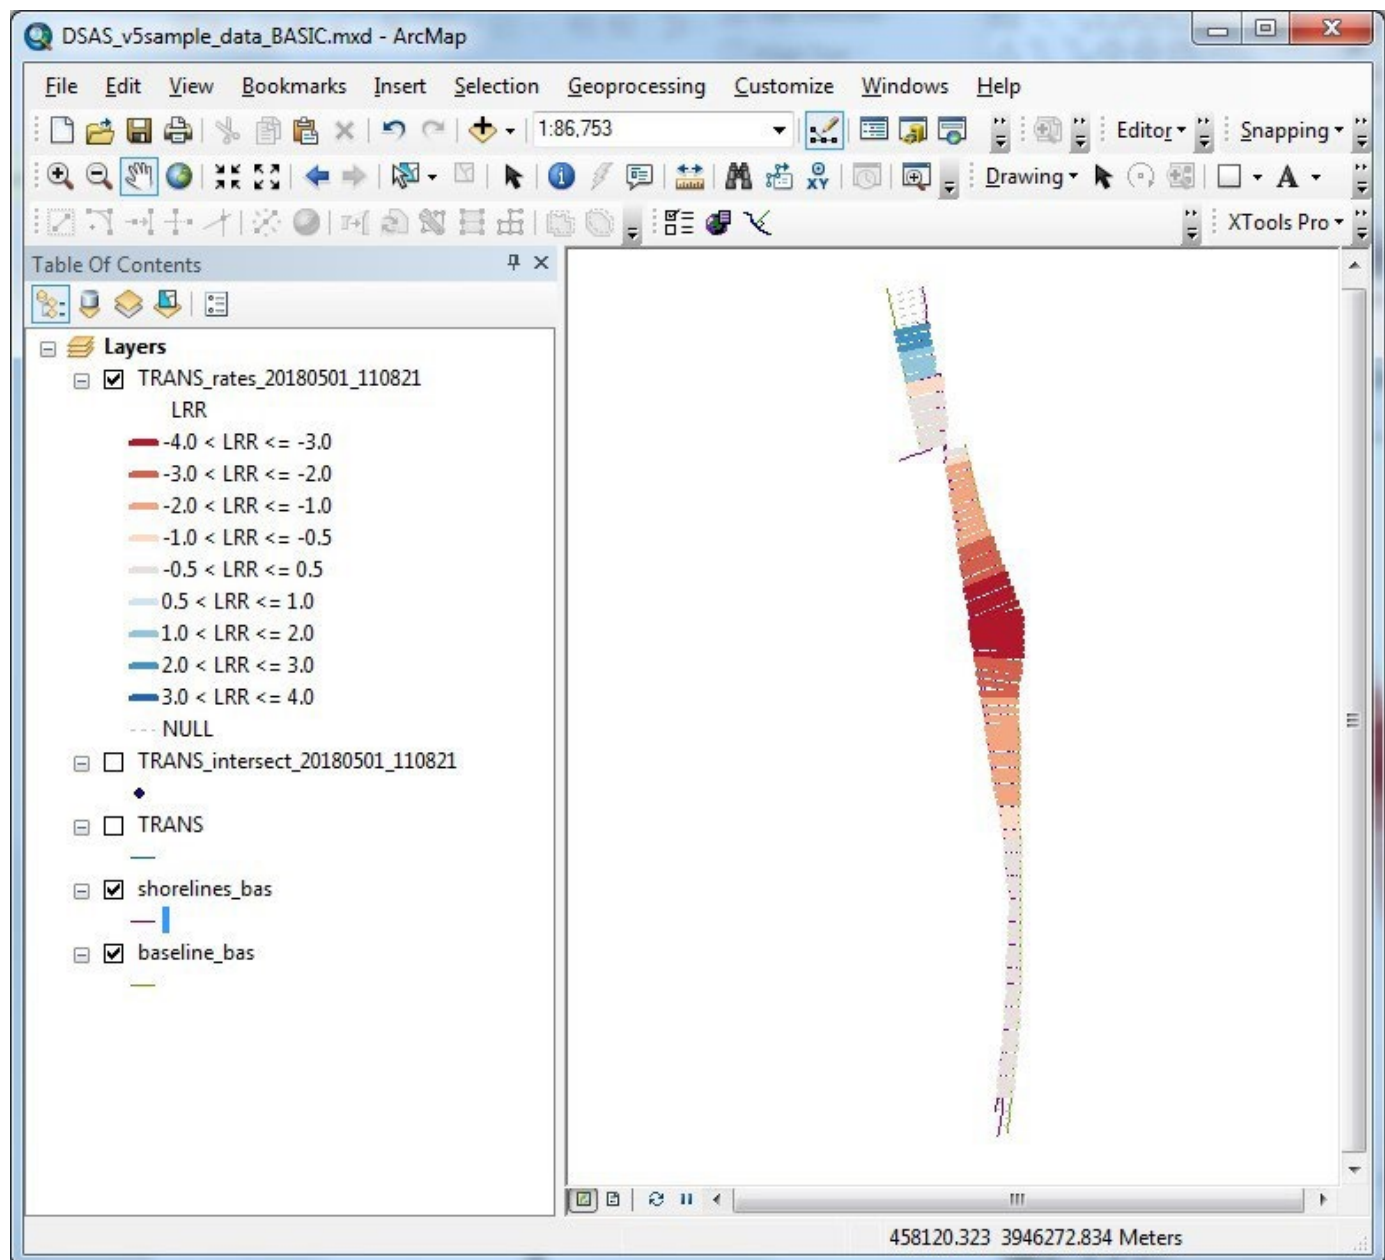 DSAS_v5sample_data_BASIC.mxd - ArcMap
File Edit View Bookmarks Insert Selection Geoprocessing Customize Windows Help
1:86,753 Editor Snapping
XY Drawing A
XTools Pro
Table Of Contents
Layers
TRANS_rates_20180501_110821
LRR
-4.0 < LRR <= -3.0
-3.0 < LRR <= -2.0
-2.0 < LRR <= -1.0
-1.0 < LRR <= -0.5
-0.5 < LRR <= 0.5
0.5 < LRR <= 1.0
1.0 < LRR <= 2.0
2.0 < LRR <= 3.0
3.0 < LRR <= 4.0
NULL
TRANS_intersect_20180501_110821
TRANS
shorelines_bas
baseline_bas
458120.323 3946272.834 Meters